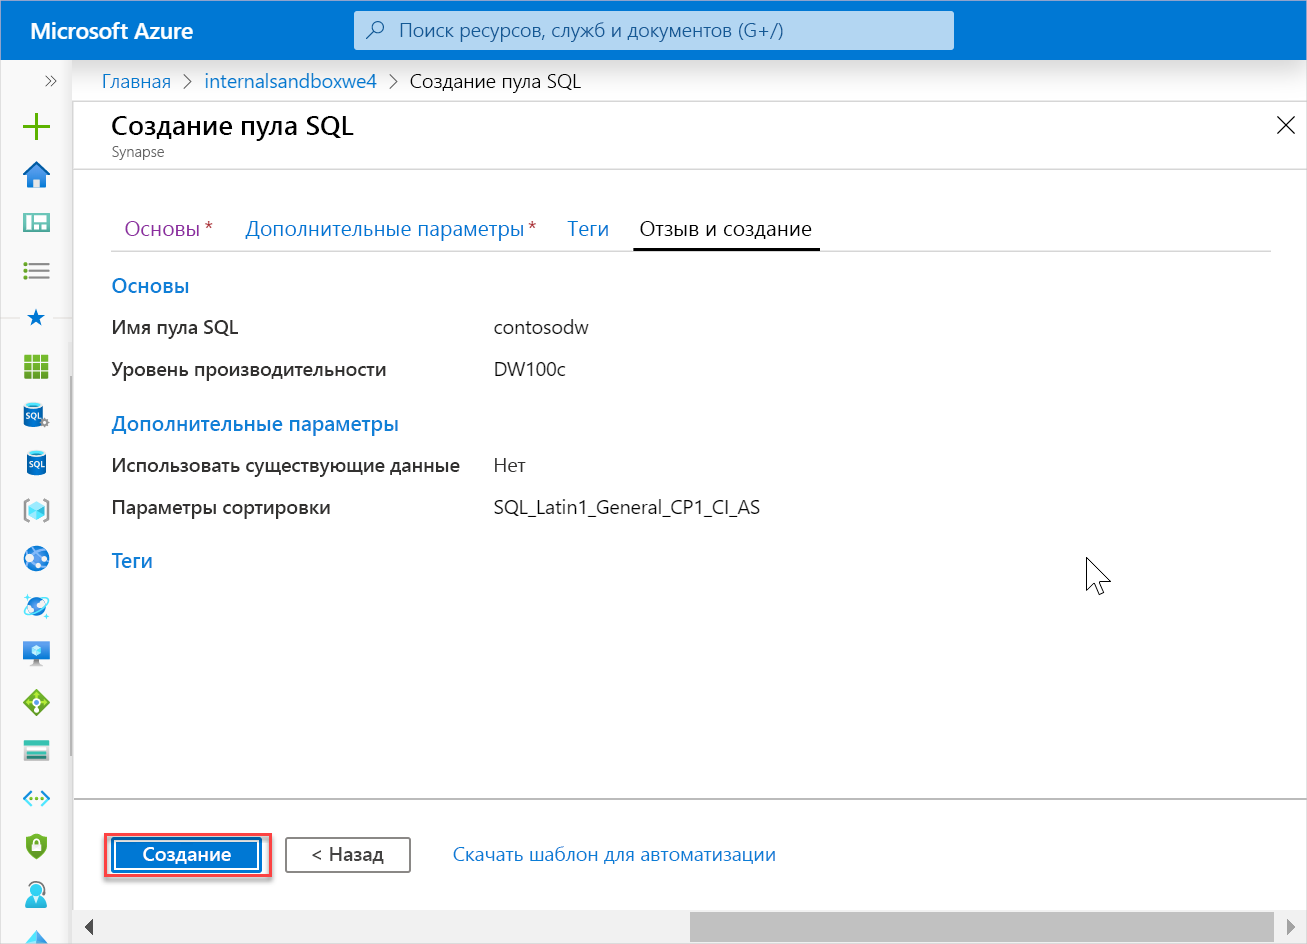 Microsoft Azure
Поиск ресурсов, служб и документов (G+/)
Главная > internalsandboxwe4 > Создание пула SQL
Создание пула SQL
Synapse
Основы * Дополнительные параметры * Теги Отзыв и создание
Основы
Имя пула SQL contosodw
Уровень производительности DW100c
Дополнительные параметры
Использовать существующие данные Нет
Параметры сортировки SQL_Latin1_General_CP1_CI_AS
Теги
SQL
SQL
Создание < Назад Скачать шаблон для автоматизации